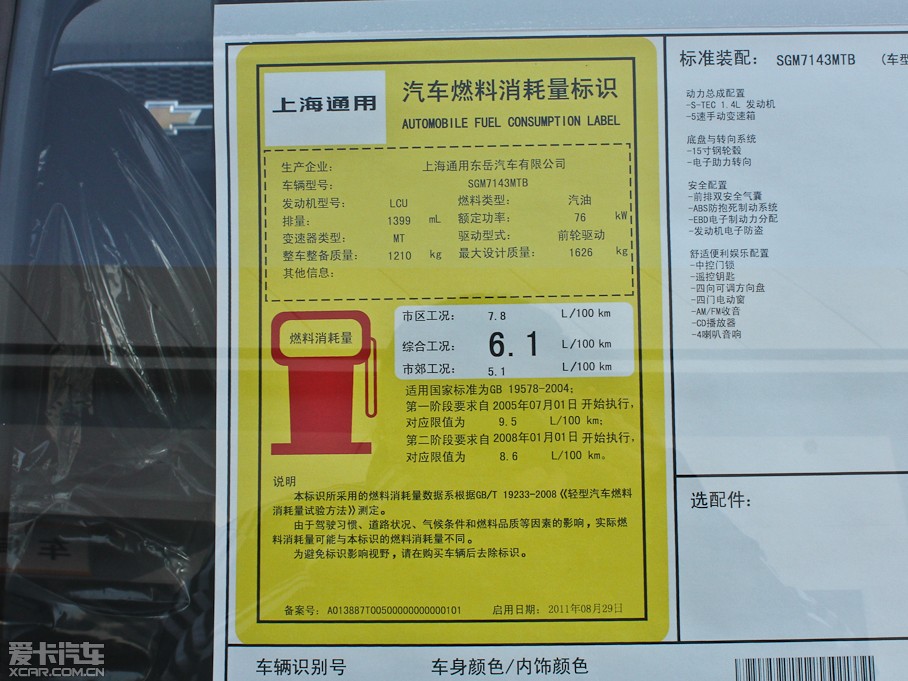 上海通用
汽车燃料消耗量标识
AUTOMOBILE FUEL CONSUMPTION LABEL
生产企业: 上海通用东岳汽车有限公司
车辆型号: SGM7143MTB
发动机型号: LCU 燃料类型: 汽油
排量: 1399 mL 额定功率: 76 kW
变速器类型: MT 驱动型式: 前轮驱动
整车整备质量: 1210 kg 最大设计质量: 1626 kg
其他信息:
燃料消耗量
市区工况: 7.8 L/100 km
综合工况: 6.1 L/100 km
市郊工况: 5.1 L/100 km
适用国家标准为GB 19578-2004;
第一阶段要求自 2005年07月01日 开始执行,
对应限值为 9.5 L/100 km;
第二阶段要求自 2008年01月01日 开始执行,
对应限值为 8.6 L/100 km。
说明
本标识所采用的燃料消耗量数据系根据GB/T 19233-2008《轻型汽车燃料
消耗量试验方法》测定。
由于驾驶习惯、道路状况、气候条件和燃料品质等因素的影响,实际燃
料消耗量可能与本标识的燃料消耗量不同。
为避免标识影响视野,请在购买车辆后去除标识。
备案号: A013887T00500000000000101 启用日期: 2011年08月29日
标准装配: SGM7143MTB (车型
动力总成配置
-S-TEC 1.4L 发动机
-5速手动变速箱
底盘与转向系统
-15寸钢轮毂
-电子助力转向
安全配置
-前排双安全气囊
-ABS防抱死制动系统
-EBD电子制动力分配
-发动机电子防盗
舒适便利娱乐配置
-中控门锁
-遥控钥匙
-四向可调方向盘
-四门电动窗
-AM/FM收音
-CD播放器
-4喇叭音响
选配件:
车辆识别号 车身颜色/内饰颜色
爱卡汽车
XCAR.COM.CN